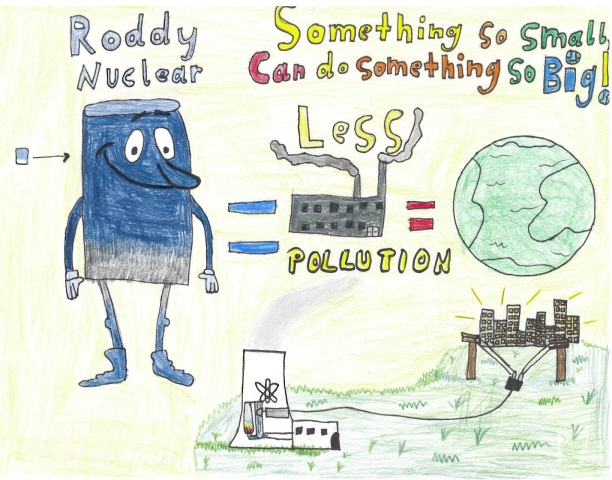 Roddy
Nuclear
Something so small,
Can do something so Big!
Less
POLLUTION